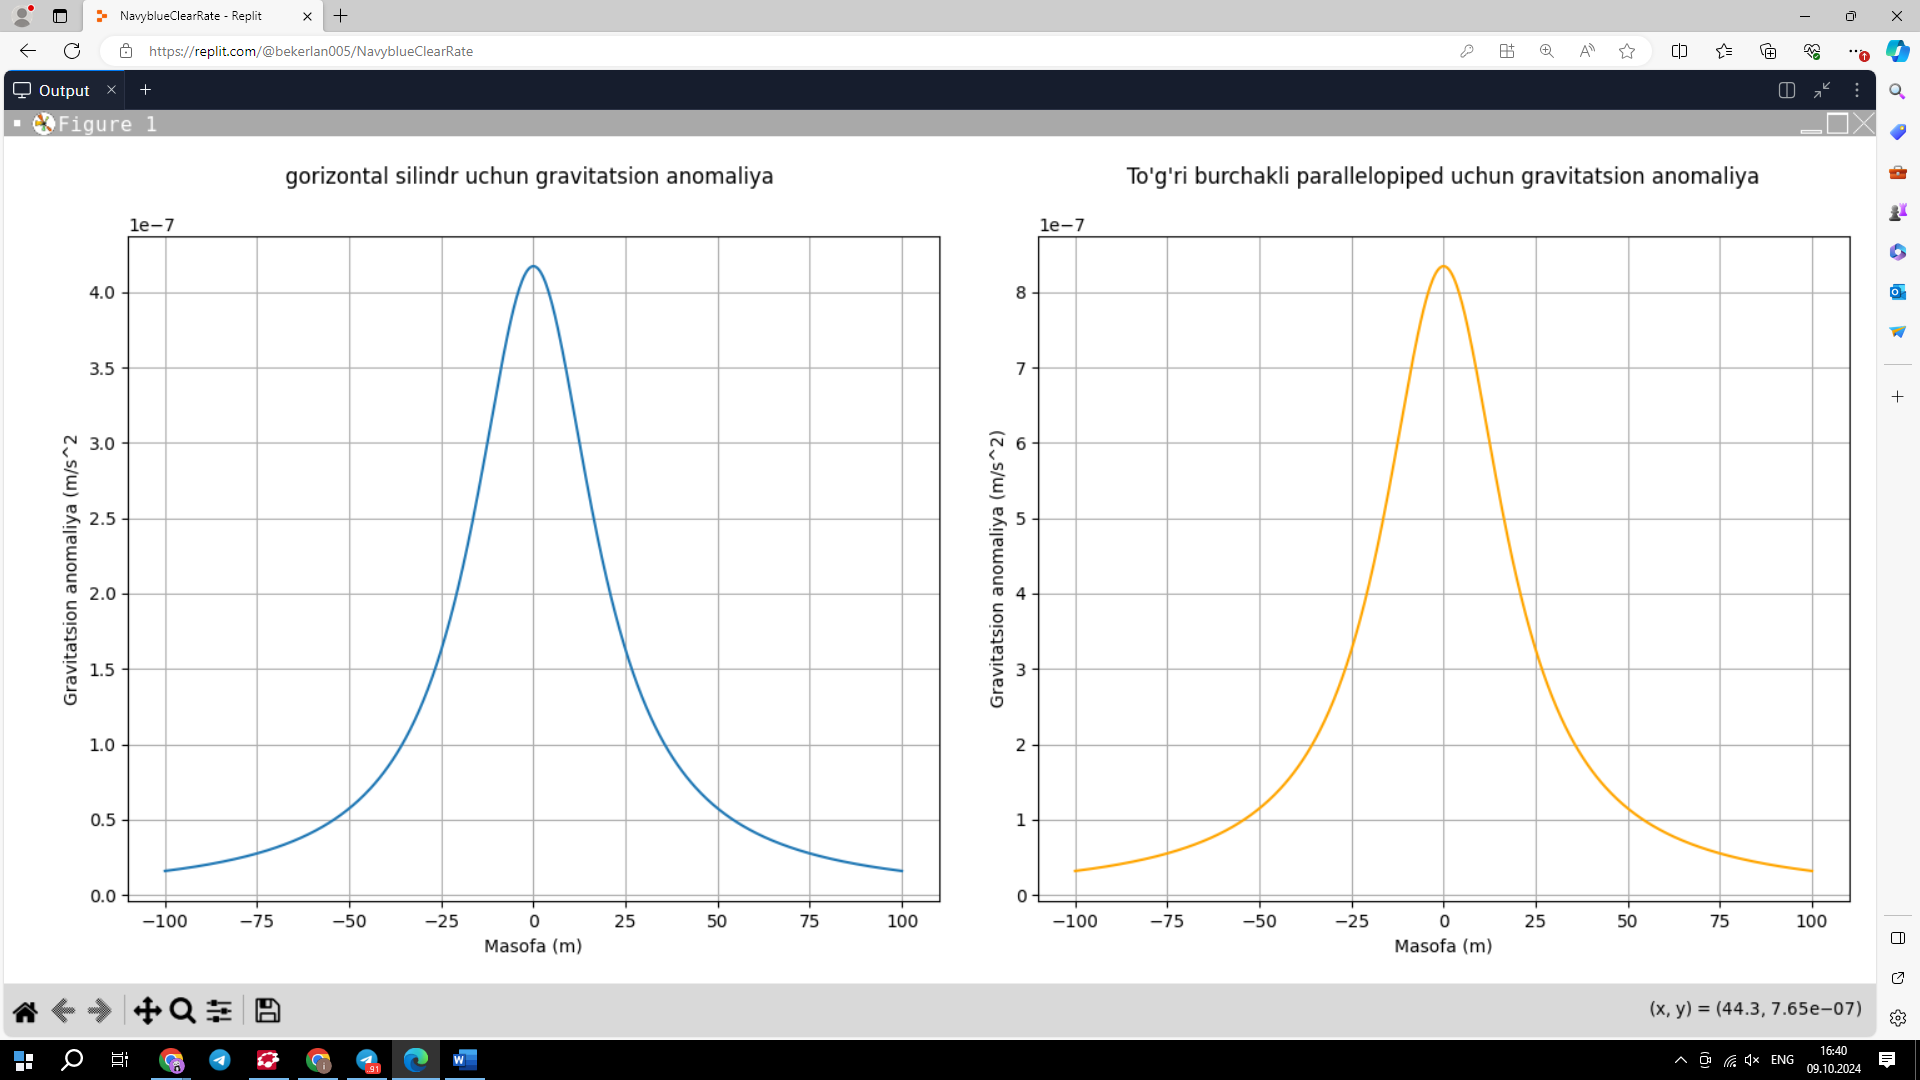 NavyblueClearRate - Replit
https://replit.com/@bekerlan005/NavyblueClearRate
Output
Figure 1
gorizontal silindr uchun gravitatsion anomaliya
1e−7
4.0
3.5
3.0
2.5
2.0
1.5
1.0
0.5
0.0
Gravitatsion anomaliya (m/s^2
−100 −75 −50 −25 0 25 50 75 100
Masofa (m)
To'g'ri burchakli parallelopiped uchun gravitatsion anomaliya
1e−7
8
7
6
5
4
3
2
1
0
Gravitatsion anomaliya (m/s^2)
−100 −75 −50 −25 0 25 50 75 100
Masofa (m)
(x, y) = (44.3, 7.65e−07)
91
ENG
16:40
09.10.2024